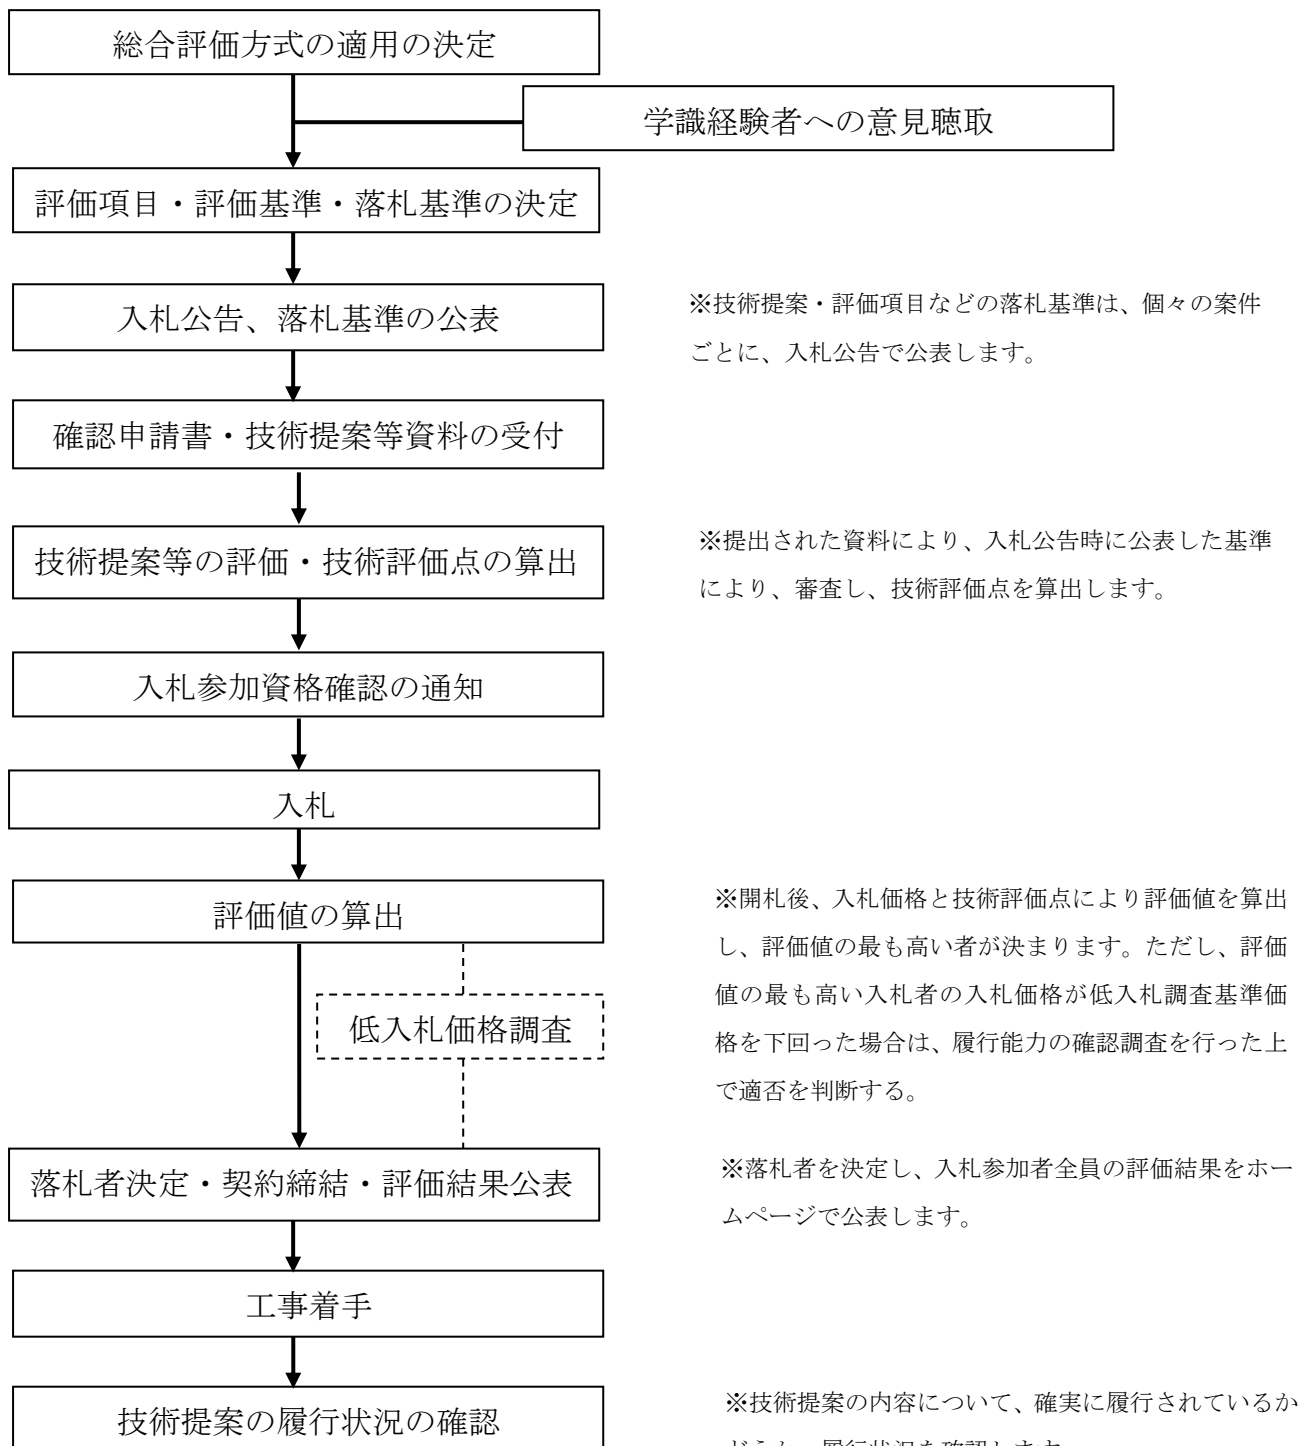 総合評価方式の適用の決定
学識経験者への意見聴取
評価項目・評価基準・落札基準の決定
入札公告、落札基準の公表
※技術提案・評価項目などの落札基準は、個々の案件
ごとに、入札公告で公表します。
確認申請書・技術提案等資料の受付
技術提案等の評価・技術評価点の算出
※提出された資料により、入札公告時に公表した基準
により、審査し、技術評価点を算出します。
入札参加資格確認の通知
入札
評価値の算出
※開札後、入札価格と技術評価点により評価値を算出
し、評価値の最も高い者が決まります。ただし、評価
値の最も高い入札者の入札価格が低入札調査基準価
格を下回った場合は、履行能力の確認調査を行った上
で適否を判断する。
低入札価格調査
落札者決定・契約締結・評価結果公表
※落札者を決定し、入札参加者全員の評価結果をホー
ムページで公表します。
工事着手
技術提案の履行状況の確認
※技術提案の内容について、確実に履行されているか